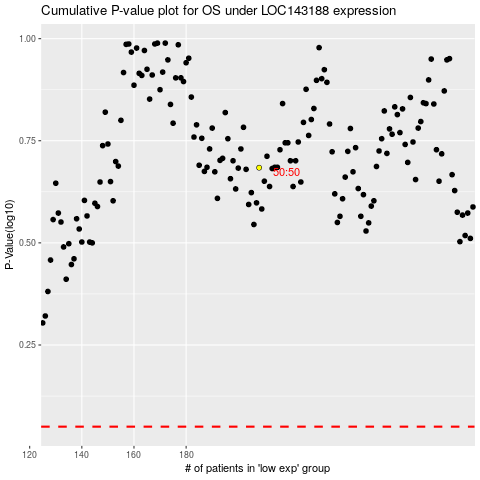 Cumulative P-value plot for OS under LOC143188 expression
1.00
0.75
0.50
0.25
P-Value(log10)
50:50
120 140 160 180
# of patients in 'low exp' group